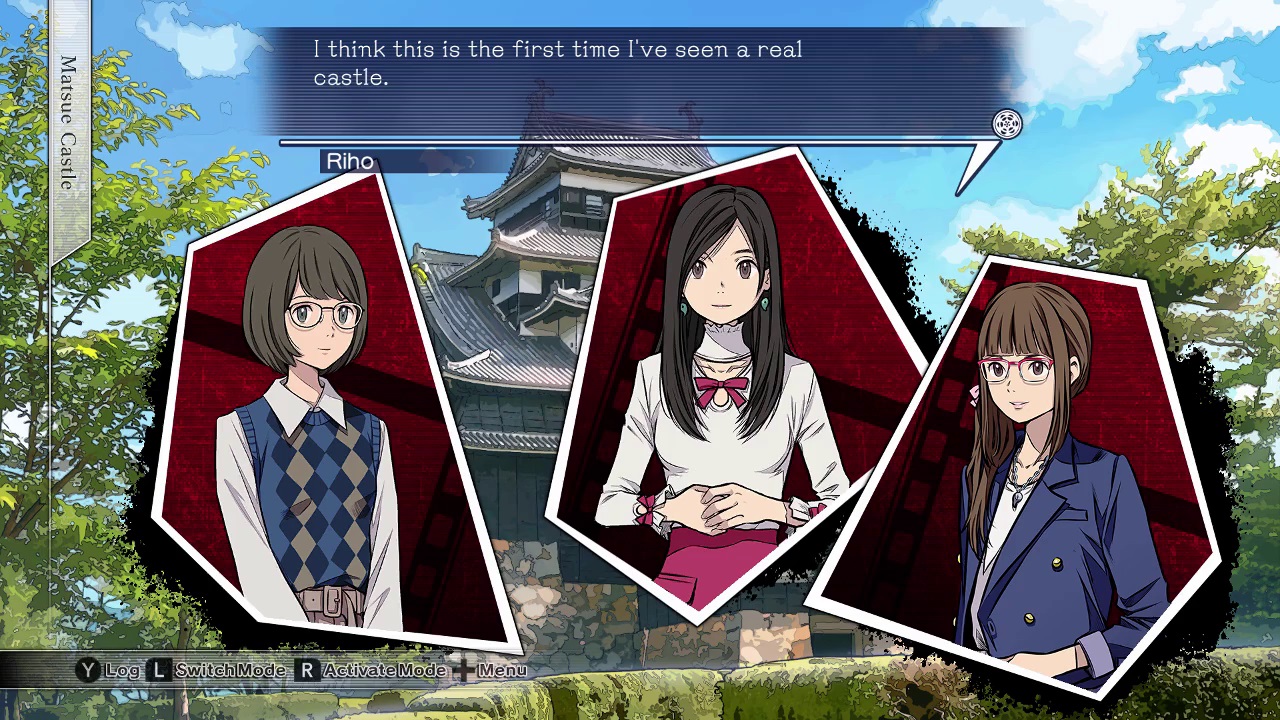 Matsue Castle
I think this is the first time I've seen a real
castle.
Riho
Y Log L SwitchMode R ActivateMode + Menu